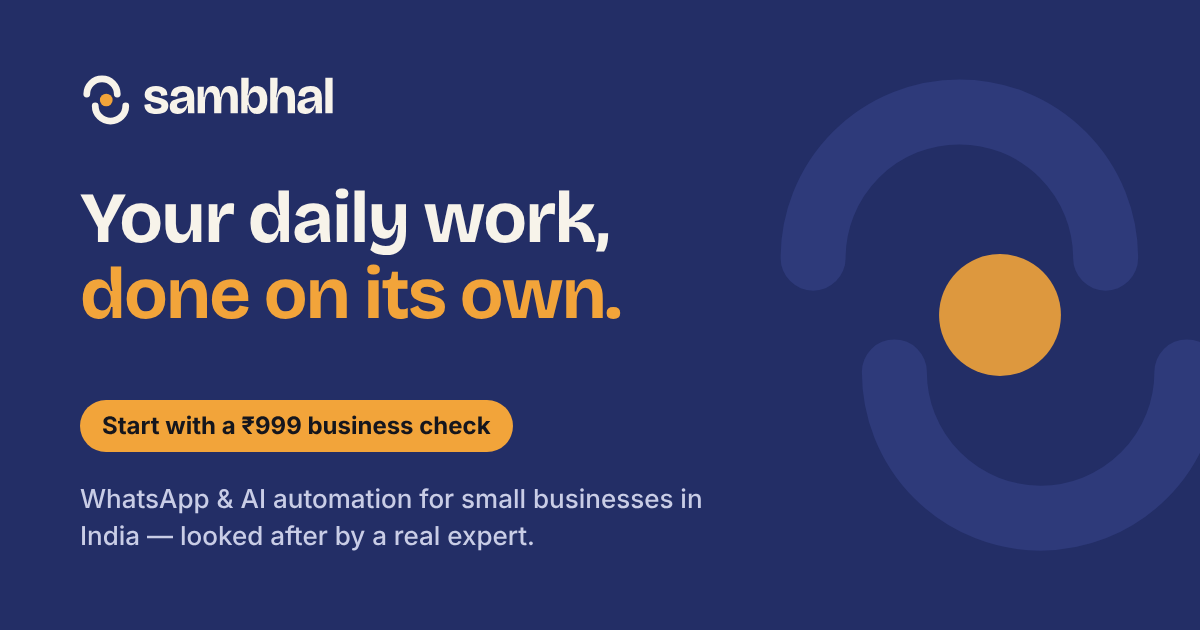 sambhal
Your daily work,
done on its own.
Start with a ₹999 business check
WhatsApp & AI automation for small businesses in
India — looked after by a real expert.